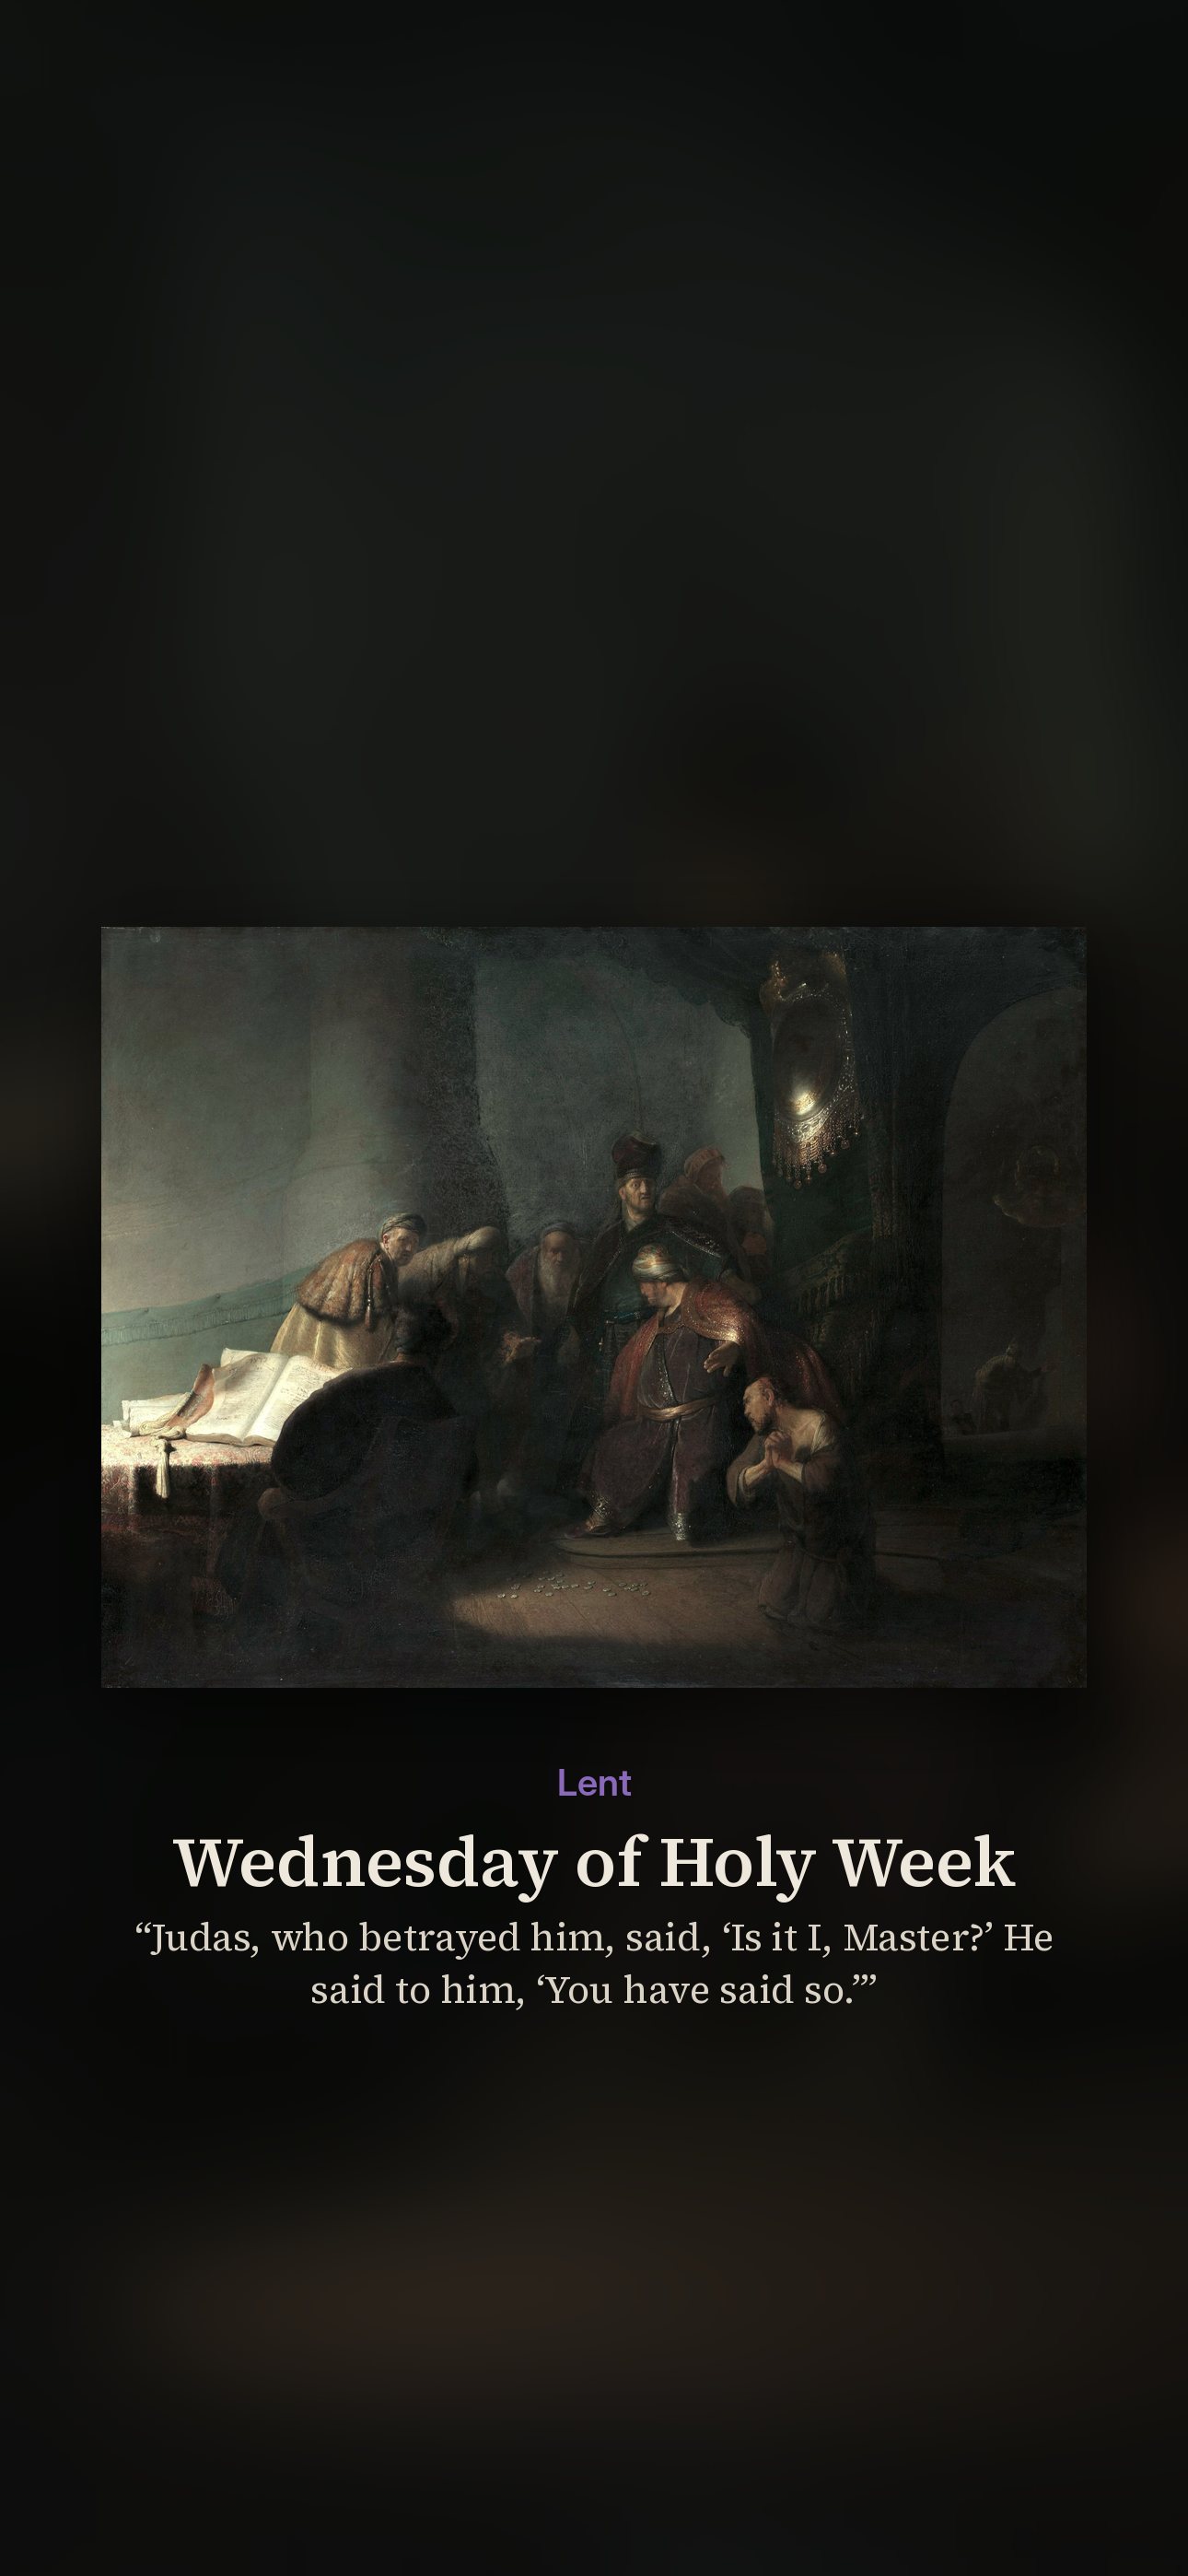 Lent
Wednesday of Holy Week
“Judas, who betrayed him, said, ‘Is it I, Master?’ He
said to him, ‘You have said so.’”